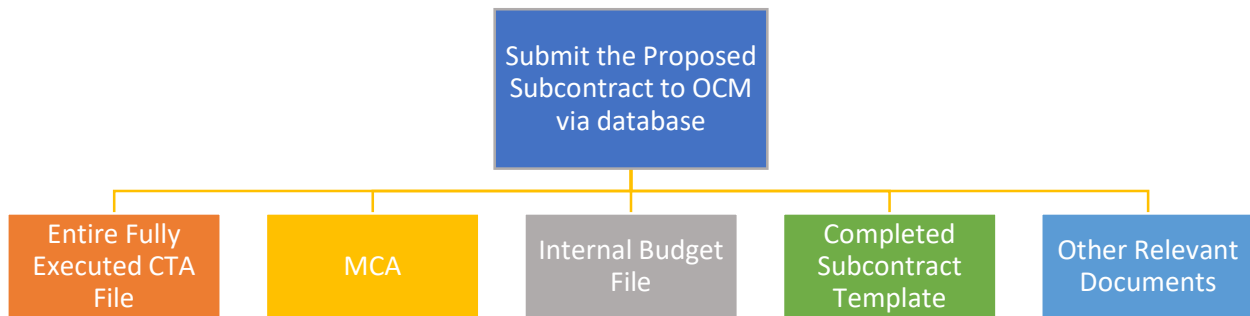 Submit the Proposed
Subcontract to OCM
via database
Entire Fully
Executed CTA
File
MCA
Internal Budget
File
Completed
Subcontract
Template
Other Relevant
Documents